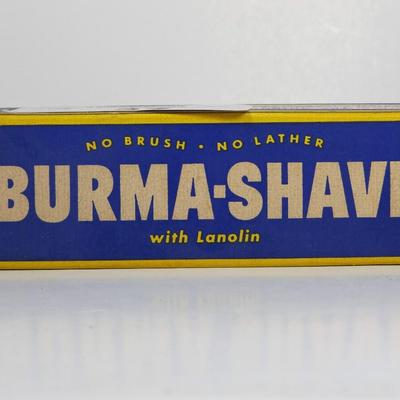 NO BRUSH • NO LATHER
BURMA-SHAV
with Lanolin